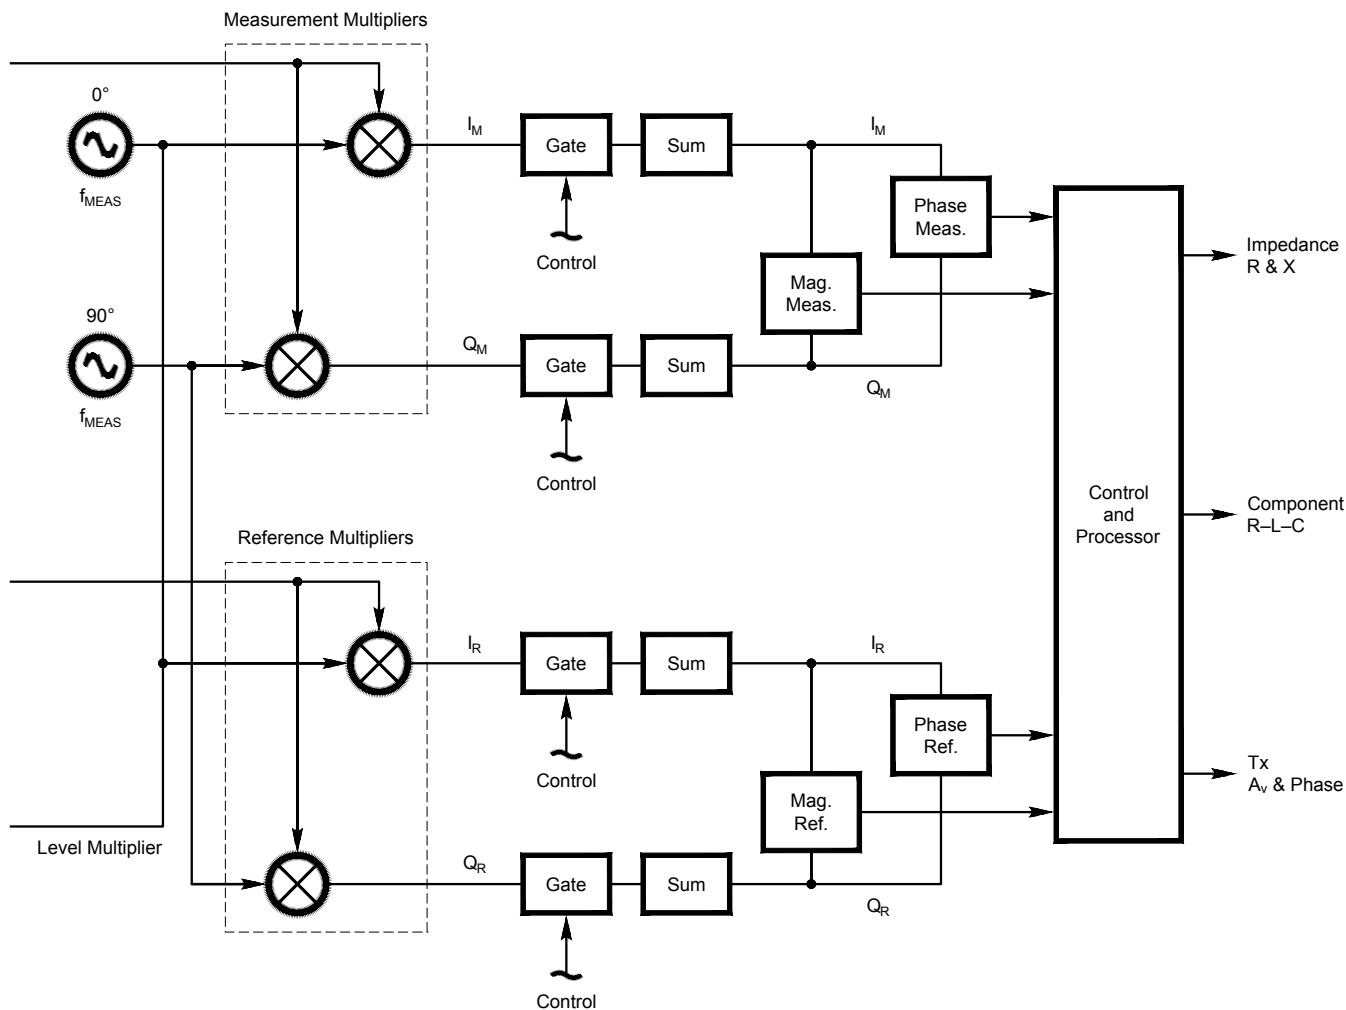 Measurement Multipliers
0°
f_MEAS
I_M
Gate
Sum
I_M
Control
Phase
Meas.
Mag.
Meas.
Impedance
R & X
90°
f_MEAS
Q_M
Gate
Sum
Q_M
Control
Control
and
Processor
Component
R–L–C
Reference Multipliers
I_R
Gate
Sum
I_R
Control
Phase
Ref.
Mag.
Ref.
Tx
A_v & Phase
Level Multiplier
Q_R
Gate
Sum
Q_R
Control